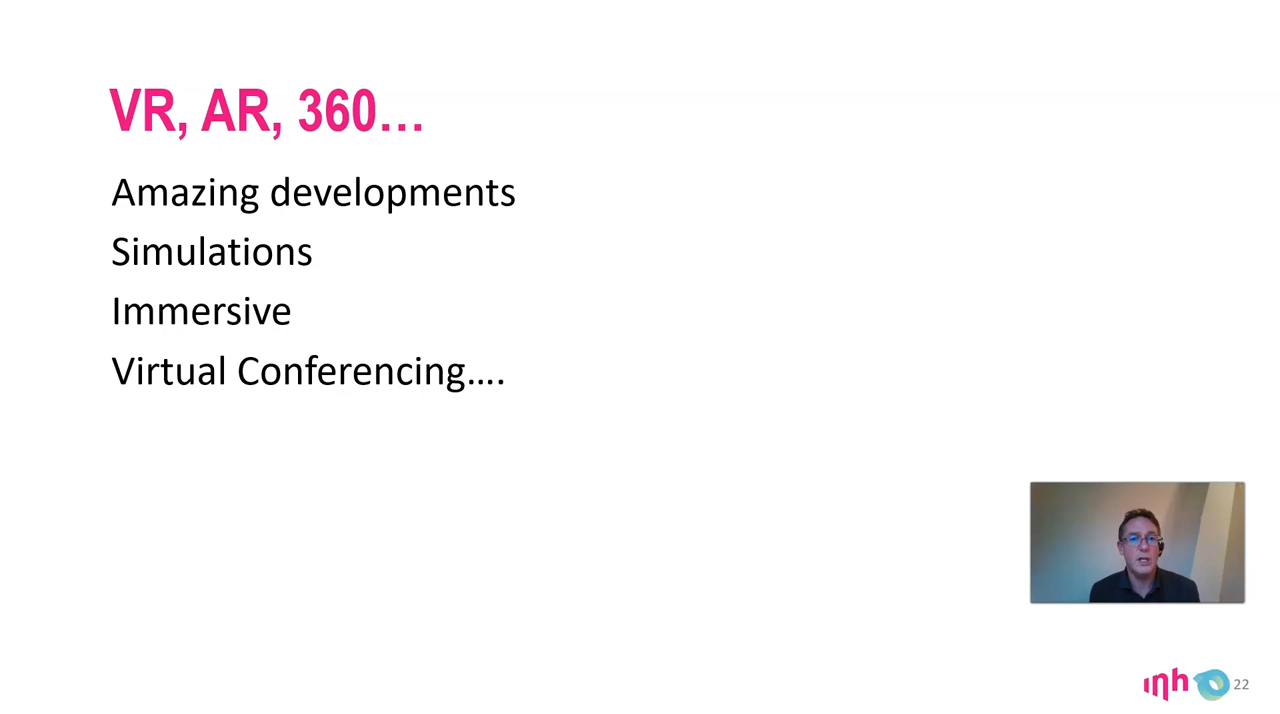 VR, AR, 360…
Amazing developments
Simulations
Immersive
Virtual Conferencing….
inh
22